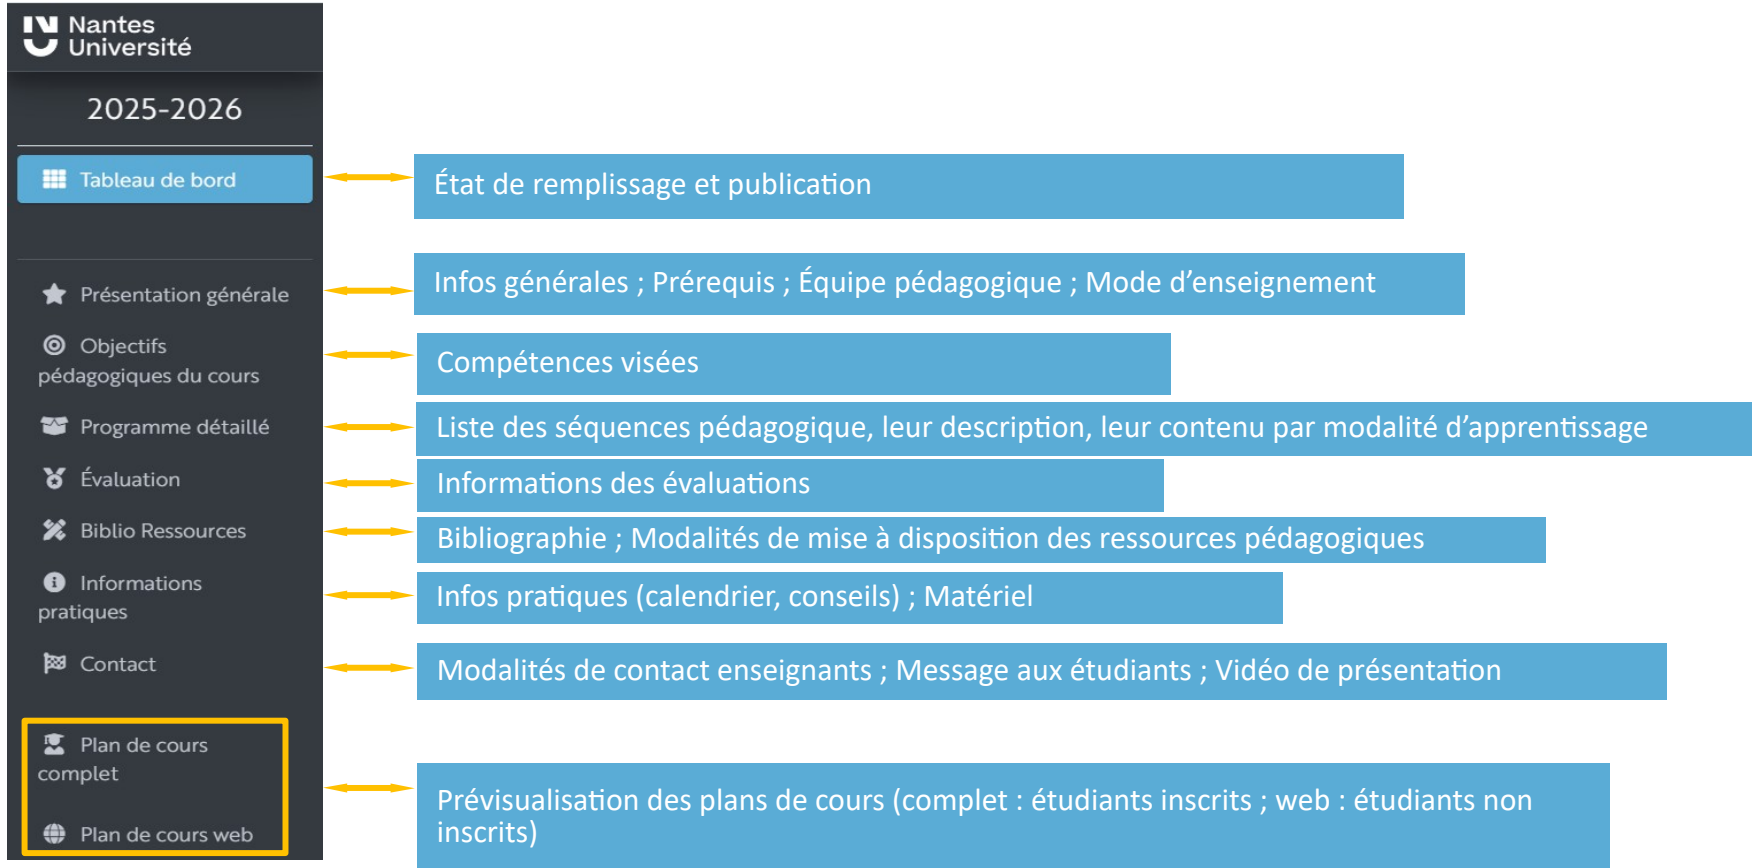 Nantes
Université
2025-2026
Tableau de bord
État de remplissage et publication
Présentation générale
Infos générales ; Prérequis ; Équipe pédagogique ; Mode d’enseignement
Objectifs
pédagogiques du cours
Compétences visées
Programme détaillé
Liste des séquences pédagogique, leur description, leur contenu par modalité d’apprentissage
Évaluation
Informations des évaluations
Biblio Ressources
Bibliographie ; Modalités de mise à disposition des ressources pédagogiques
Informations
pratiques
Infos pratiques (calendrier, conseils) ; Matériel
Contact
Modalités de contact enseignants ; Message aux étudiants ; Vidéo de présentation
Plan de cours
complet
Plan de cours web
Prévisualisation des plans de cours (complet : étudiants inscrits ; web : étudiants non
inscrits)